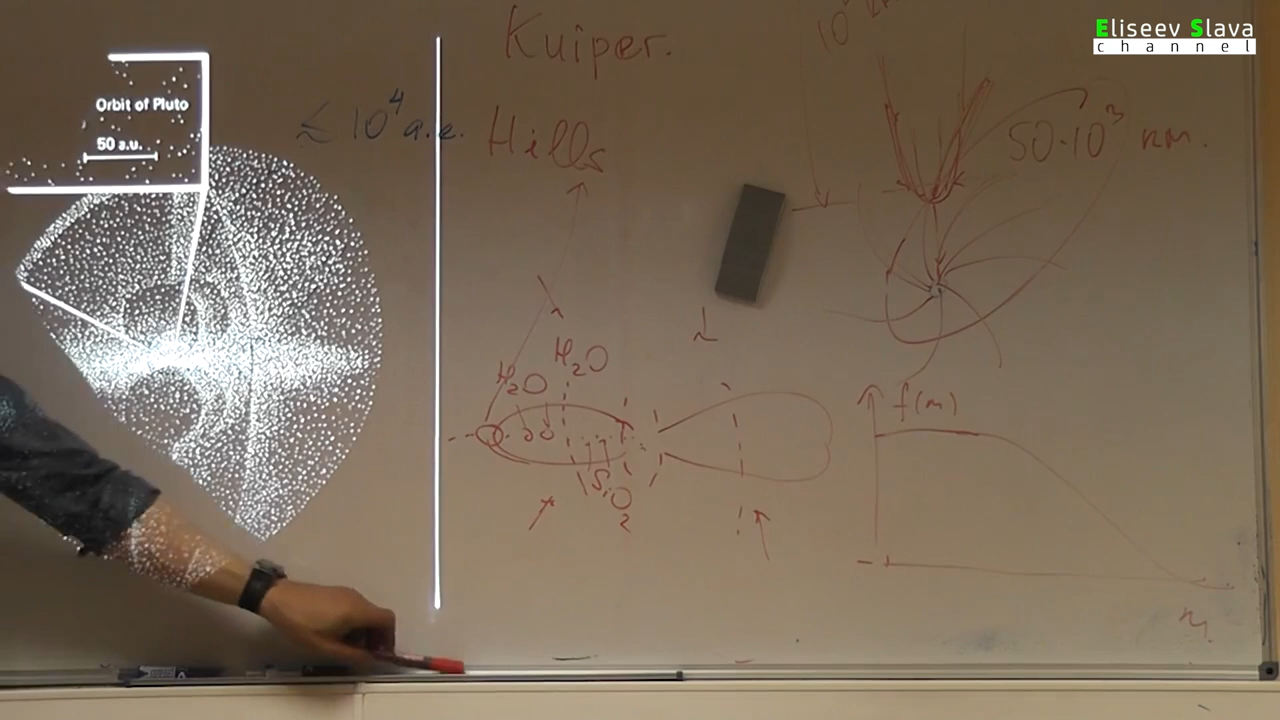 Eliseev Slava
channel
Kuiper.
Orbit of Pluto
50 a.u.
≲ 10⁴ a.e.
Hills
50·10³ км.
H₂O
H₂O
SiO₂
f(m)